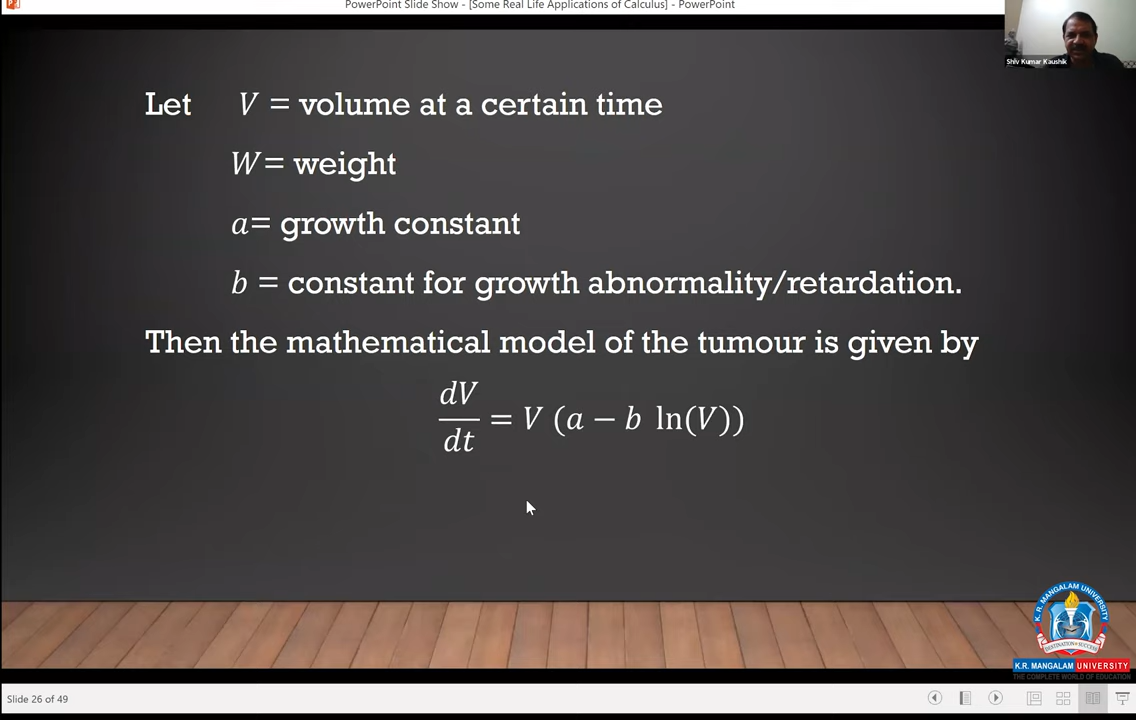 PowerPoint Slide Show - [Some Real Life Applications of Calculus] - PowerPoint
Shiv Kumar Kaushik
Let V = volume at a certain time
W= weight
a= growth constant
b = constant for growth abnormality/retardation.
Then the mathematical model of the tumour is given by
dV/dt = V (a − b ln(V))
K. R. MANGALAM UNIVERSITY
K.R. MANGALAM UNIVERSITY
THE COMPLETE WORLD OF EDUCATION
Slide 26 of 49